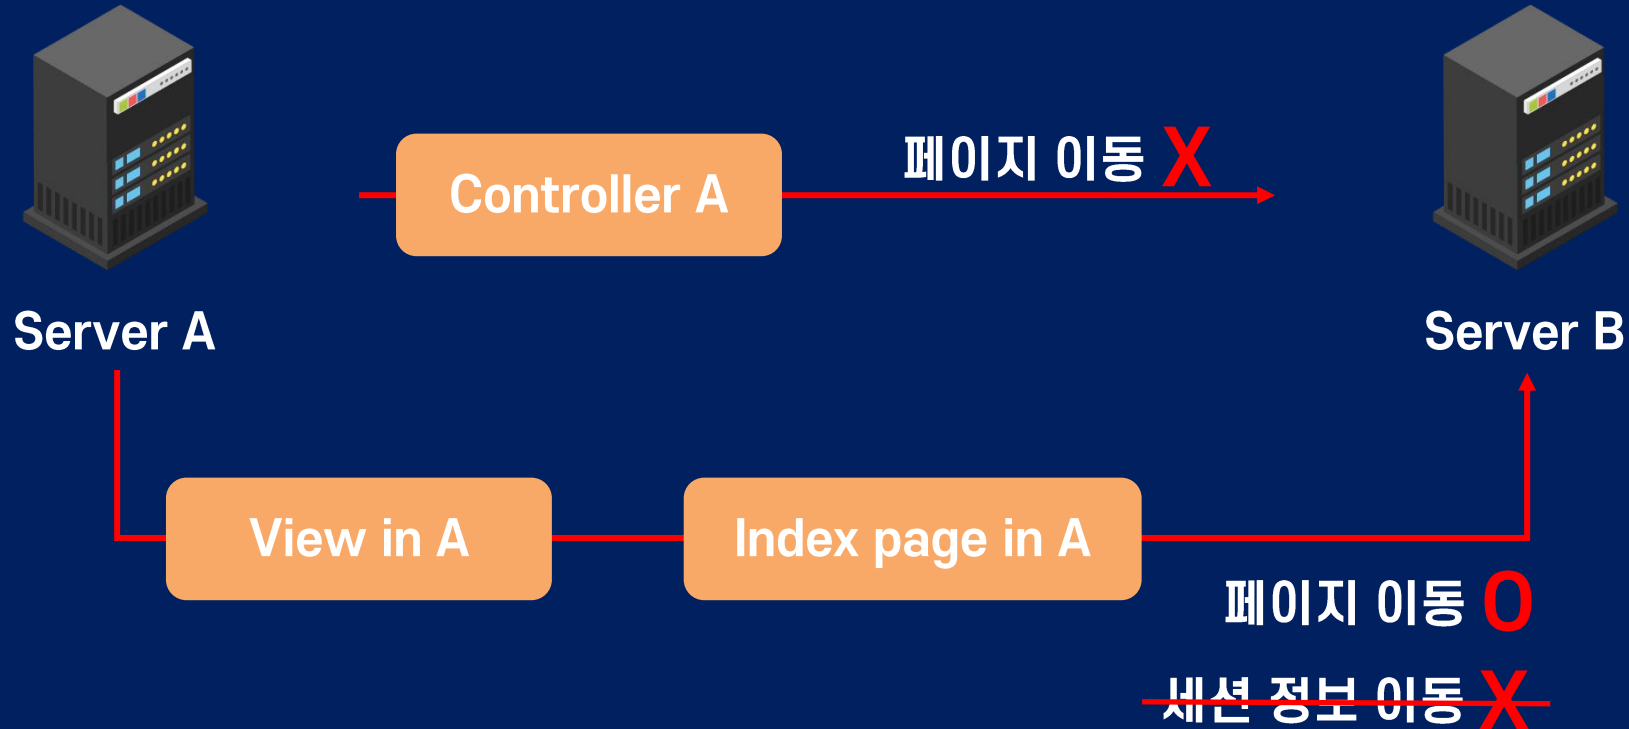 페이지 이동 X
Controller A
Server A
Server B
View in A
Index page in A
페이지 이동 O
세션 정보 이동 X